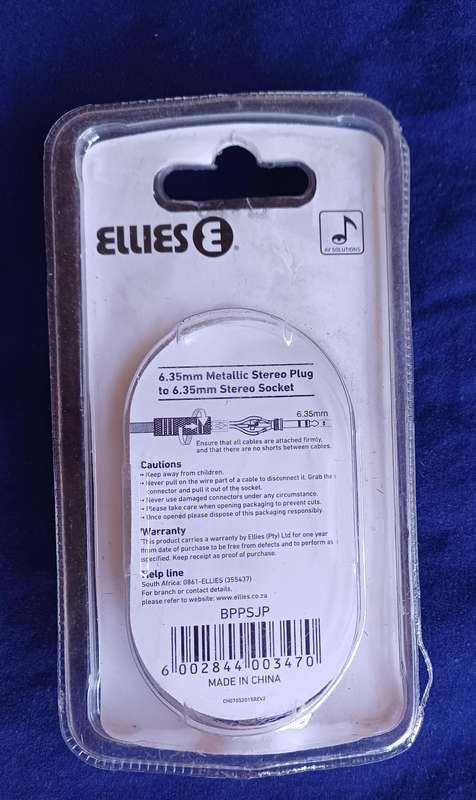 ELLIES E
AV SOLUTIONS
6.35mm Metallic Stereo Plug
to 6.35mm Stereo Socket
6.35mm
Ensure that all cables are attached firmly,
and that there are no shorts between cables.
Cautions
Keep away from children.
Never pull on the wire part of a cable to disconnect it. Grab the
connector and pull it out of the socket.
Never use damaged connectors under any circumstance.
Please take care when opening packaging to prevent cuts.
Once opened please dispose of this packaging responsibly.
Warranty
This product carries a warranty by Ellies (Pty) Ltd for one year
from date of purchase to be free from defects and to perform as
specified. Keep receipt as proof of purchase.
Help line
South Africa: 0861-ELLIES (355437)
For branch or contact details,
please refer to website: www.ellies.co.za
BPPSJP
6 002844 003470
MADE IN CHINA